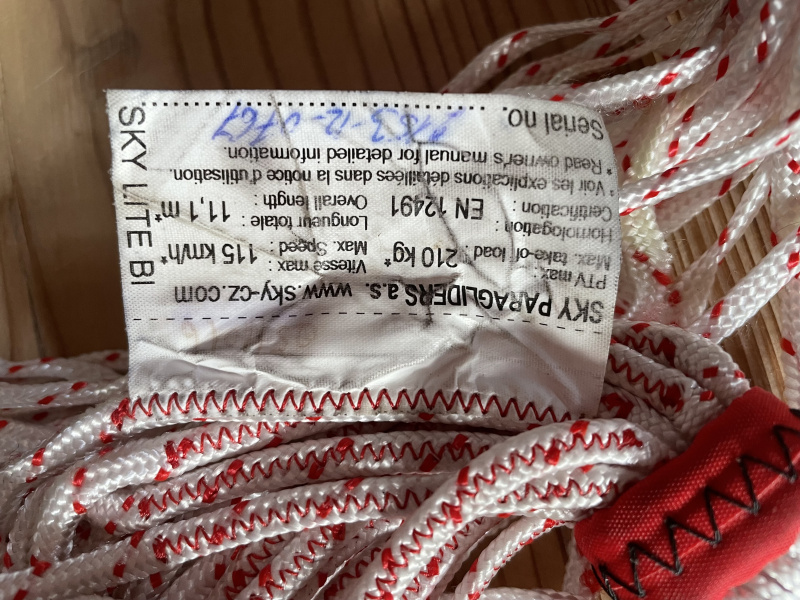 SKY PARAGLIDERS a.s. www.sky-cz.com
PTV max : Vitesse max :
Max. take-of load : 210 kg* Max. Speed : 115 km/h*
Homologation : Longueur totale :
Certification : EN 12491 Overall length : 11,1 m*
* Voir les explications détaillées dans la notice d'utilisation.
* Read owner's manual for detailed information.
Serial no.
SKY LITE BI